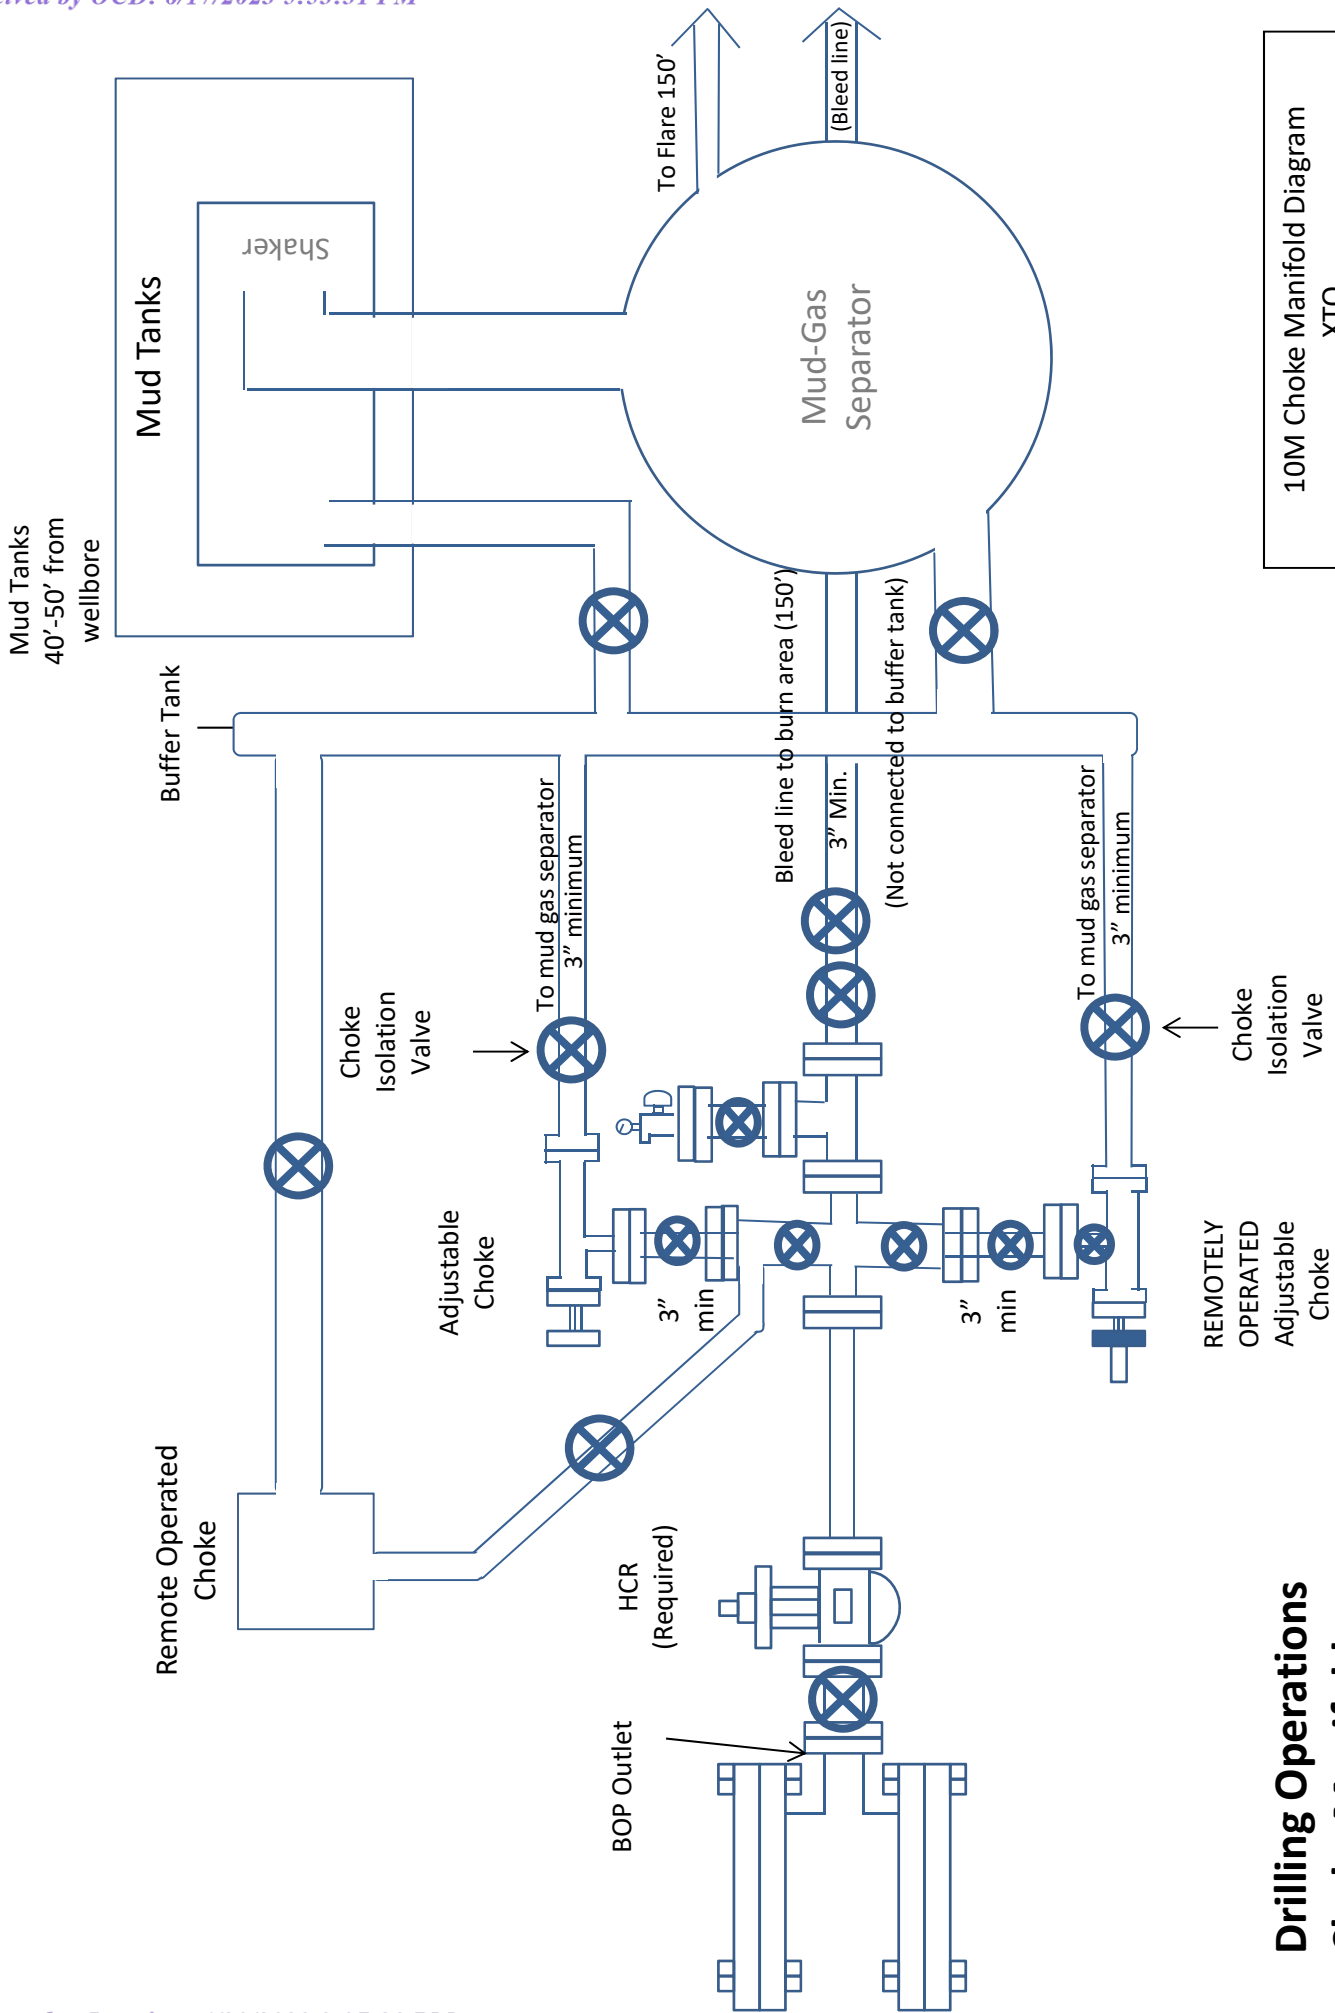 Mud Tanks
40’-50’ from
wellbore
Mud Tanks
Shaker
To Flare 150’
(Bleed line)
Mud-Gas
Separator
Buffer Tank
Bleed line to burn area (150’)
3” Min.
(Not connected to buffer tank)
To mud gas separator
3” minimum
To mud gas separator
3” minimum
Choke
Isolation
Valve
Choke
Isolation
Valve
Adjustable
Choke
3”
min
3”
min
REMOTELY
OPERATED
Adjustable
Choke
Remote Operated
Choke
HCR
(Required)
BOP Outlet
10M Choke Manifold Diagram
XTO
Drilling Operations